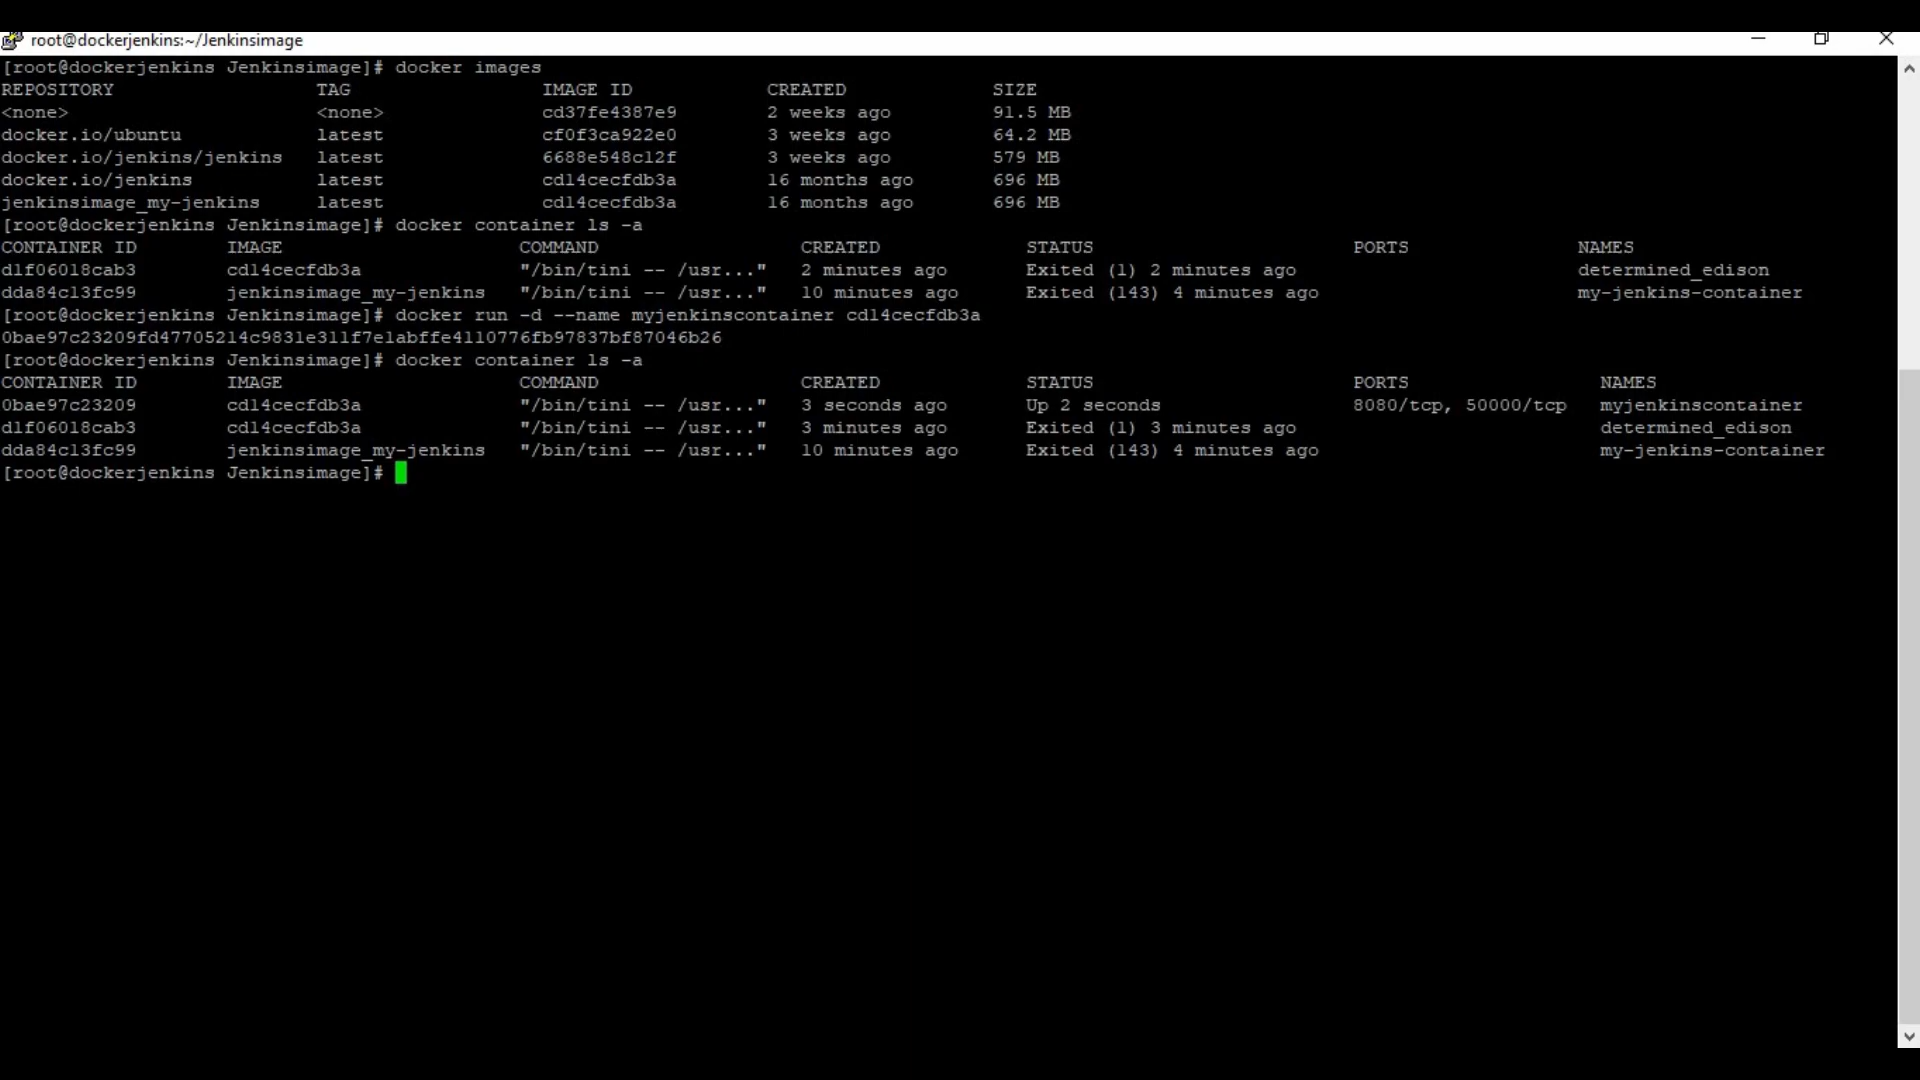 root@dockerjenkins:~/Jenkinsimage
[root@dockerjenkins Jenkinsimage]# docker images
REPOSITORY TAG IMAGE ID CREATED SIZE
<none> <none> cd37fe4387e9 2 weeks ago 91.5 MB
docker.io/ubuntu latest cf0f3ca922e0 3 weeks ago 64.2 MB
docker.io/jenkins/jenkins latest 6688e548c12f 3 weeks ago 579 MB
docker.io/jenkins latest cd14cecfdb3a 16 months ago 696 MB
jenkinsimage_my-jenkins latest cd14cecfdb3a 16 months ago 696 MB
[root@dockerjenkins Jenkinsimage]# docker container ls -a
CONTAINER ID IMAGE COMMAND CREATED STATUS PORTS NAMES
d1f06018cab3 cd14cecfdb3a "/bin/tini -- /usr..." 2 minutes ago Exited (1) 2 minutes ago determined_edison
dda84c13fc99 jenkinsimage_my-jenkins "/bin/tini -- /usr..." 10 minutes ago Exited (143) 4 minutes ago my-jenkins-container
[root@dockerjenkins Jenkinsimage]# docker run -d --name myjenkinscontainer cd14cecfdb3a
0bae97c23209fd47705214c9831e311f7e1abffe4110776fb97837bf87046b26
[root@dockerjenkins Jenkinsimage]# docker container ls -a
CONTAINER ID IMAGE COMMAND CREATED STATUS PORTS NAMES
0bae97c23209 cd14cecfdb3a "/bin/tini -- /usr..." 3 seconds ago Up 2 seconds 8080/tcp, 50000/tcp myjenkinscontainer
d1f06018cab3 cd14cecfdb3a "/bin/tini -- /usr..." 3 minutes ago Exited (1) 3 minutes ago determined_edison
dda84c13fc99 jenkinsimage_my-jenkins "/bin/tini -- /usr..." 10 minutes ago Exited (143) 4 minutes ago my-jenkins-container
[root@dockerjenkins Jenkinsimage]#